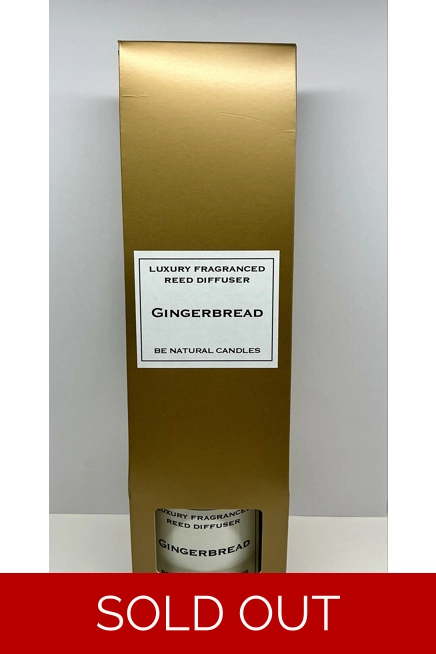 LUXURY FRAGRANCED
REED DIFFUSER
GINGERBREAD
BE NATURAL CANDLES
LUXURY FRAGRANCED
REED DIFFUSER
GINGERBREAD
SOLD OUT